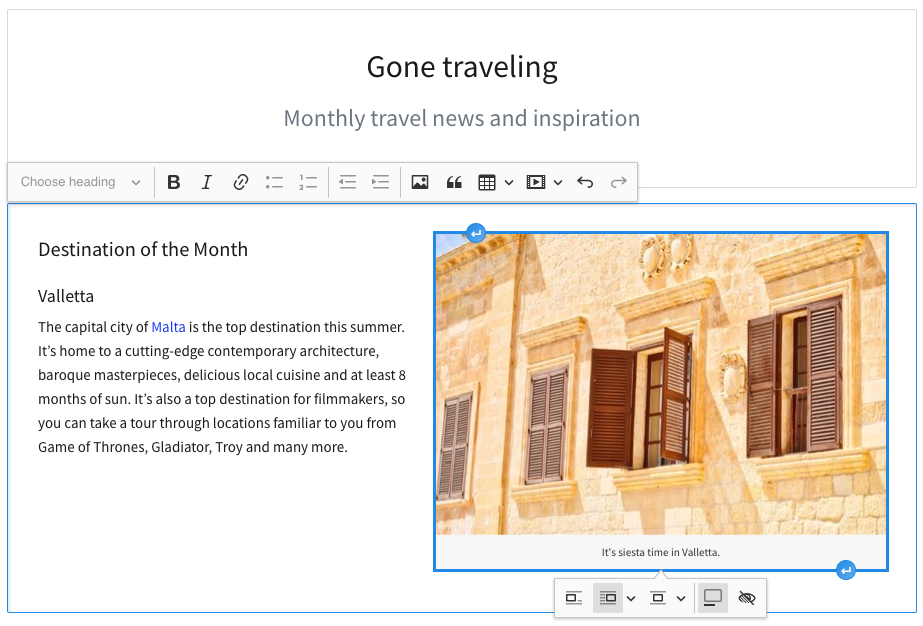 Gone traveling
Monthly travel news and inspiration
Choose heading
Destination of the Month
Valletta
The capital city of Malta is the top destination this summer.
It’s home to a cutting-edge contemporary architecture,
baroque masterpieces, delicious local cuisine and at least 8
months of sun. It’s also a top destination for filmmakers, so
you can take a tour through locations familiar to you from
Game of Thrones, Gladiator, Troy and many more.
It's siesta time in Valletta.